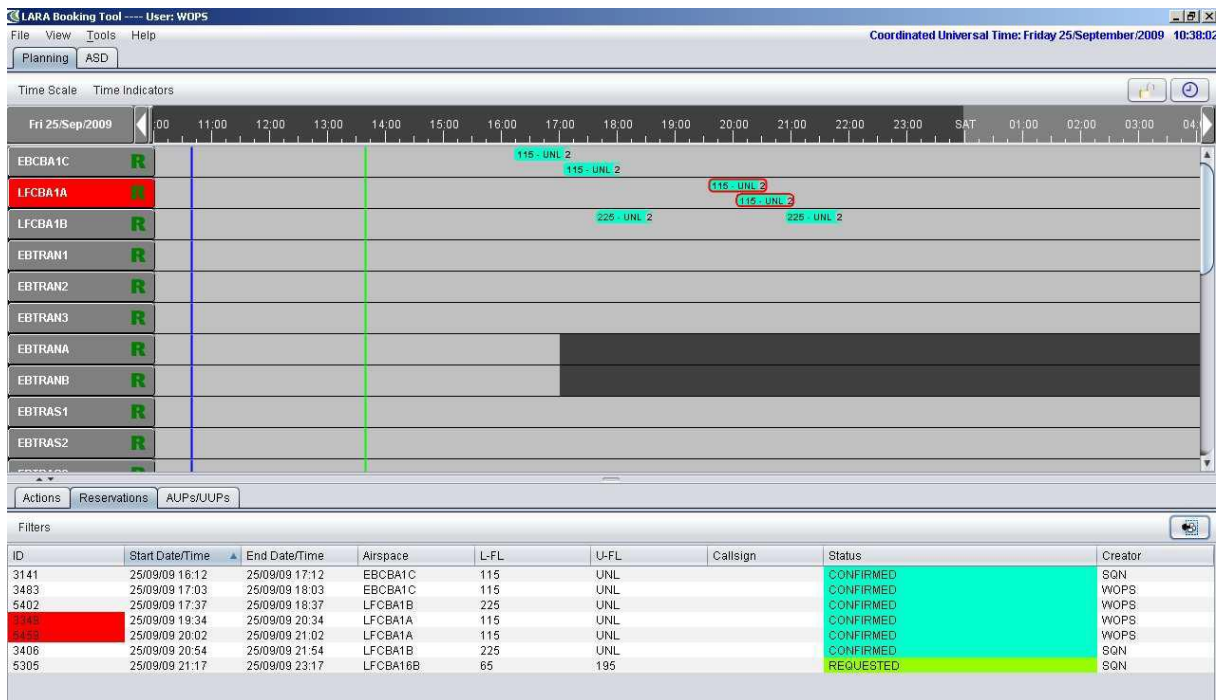 LARA Booking Tool ---- User: WOPS
File View Tools Help Coordinated Universal Time: Friday 25/September/2009 10:38:02
Planning ASD
Time Scale Time Indicators
Fri 25/Sep/2009 :00 11:00 12:00 13:00 14:00 15:00 16:00 17:00 18:00 19:00 20:00 21:00 22:00 23:00 SAT 01:00 02:00 03:00 04:
EBCBA1C R 115 - UNL 2
115 - UNL 2
LFCBA1A R 115 - UNL 2
115 - UNL 2
LFCBA1B R 225 - UNL 2 225 - UNL 2
EBTRAN1 R
EBTRAN2 R
EBTRAN3 R
EBTRANA R
EBTRANB R
EBTRAS1 R
EBTRAS2 R
Actions Reservations AUPs/UUPs
Filters
ID Start Date/Time End Date/Time Airspace L-FL U-FL Callsign Status Creator
3141 25/09/09 16:12 25/09/09 17:12 EBCBA1C 115 UNL CONFIRMED SQN
3483 25/09/09 17:03 25/09/09 18:03 EBCBA1C 115 UNL CONFIRMED WOPS
5402 25/09/09 17:37 25/09/09 18:37 LFCBA1B 225 UNL CONFIRMED WOPS
25/09/09 19:34 25/09/09 20:34 LFCBA1A 115 UNL CONFIRMED WOPS
25/09/09 20:02 25/09/09 21:02 LFCBA1A 115 UNL CONFIRMED WOPS
3406 25/09/09 20:54 25/09/09 21:54 LFCBA1B 225 UNL CONFIRMED SQN
5305 25/09/09 21:17 25/09/09 23:17 LFCBA16B 65 195 REQUESTED SQN